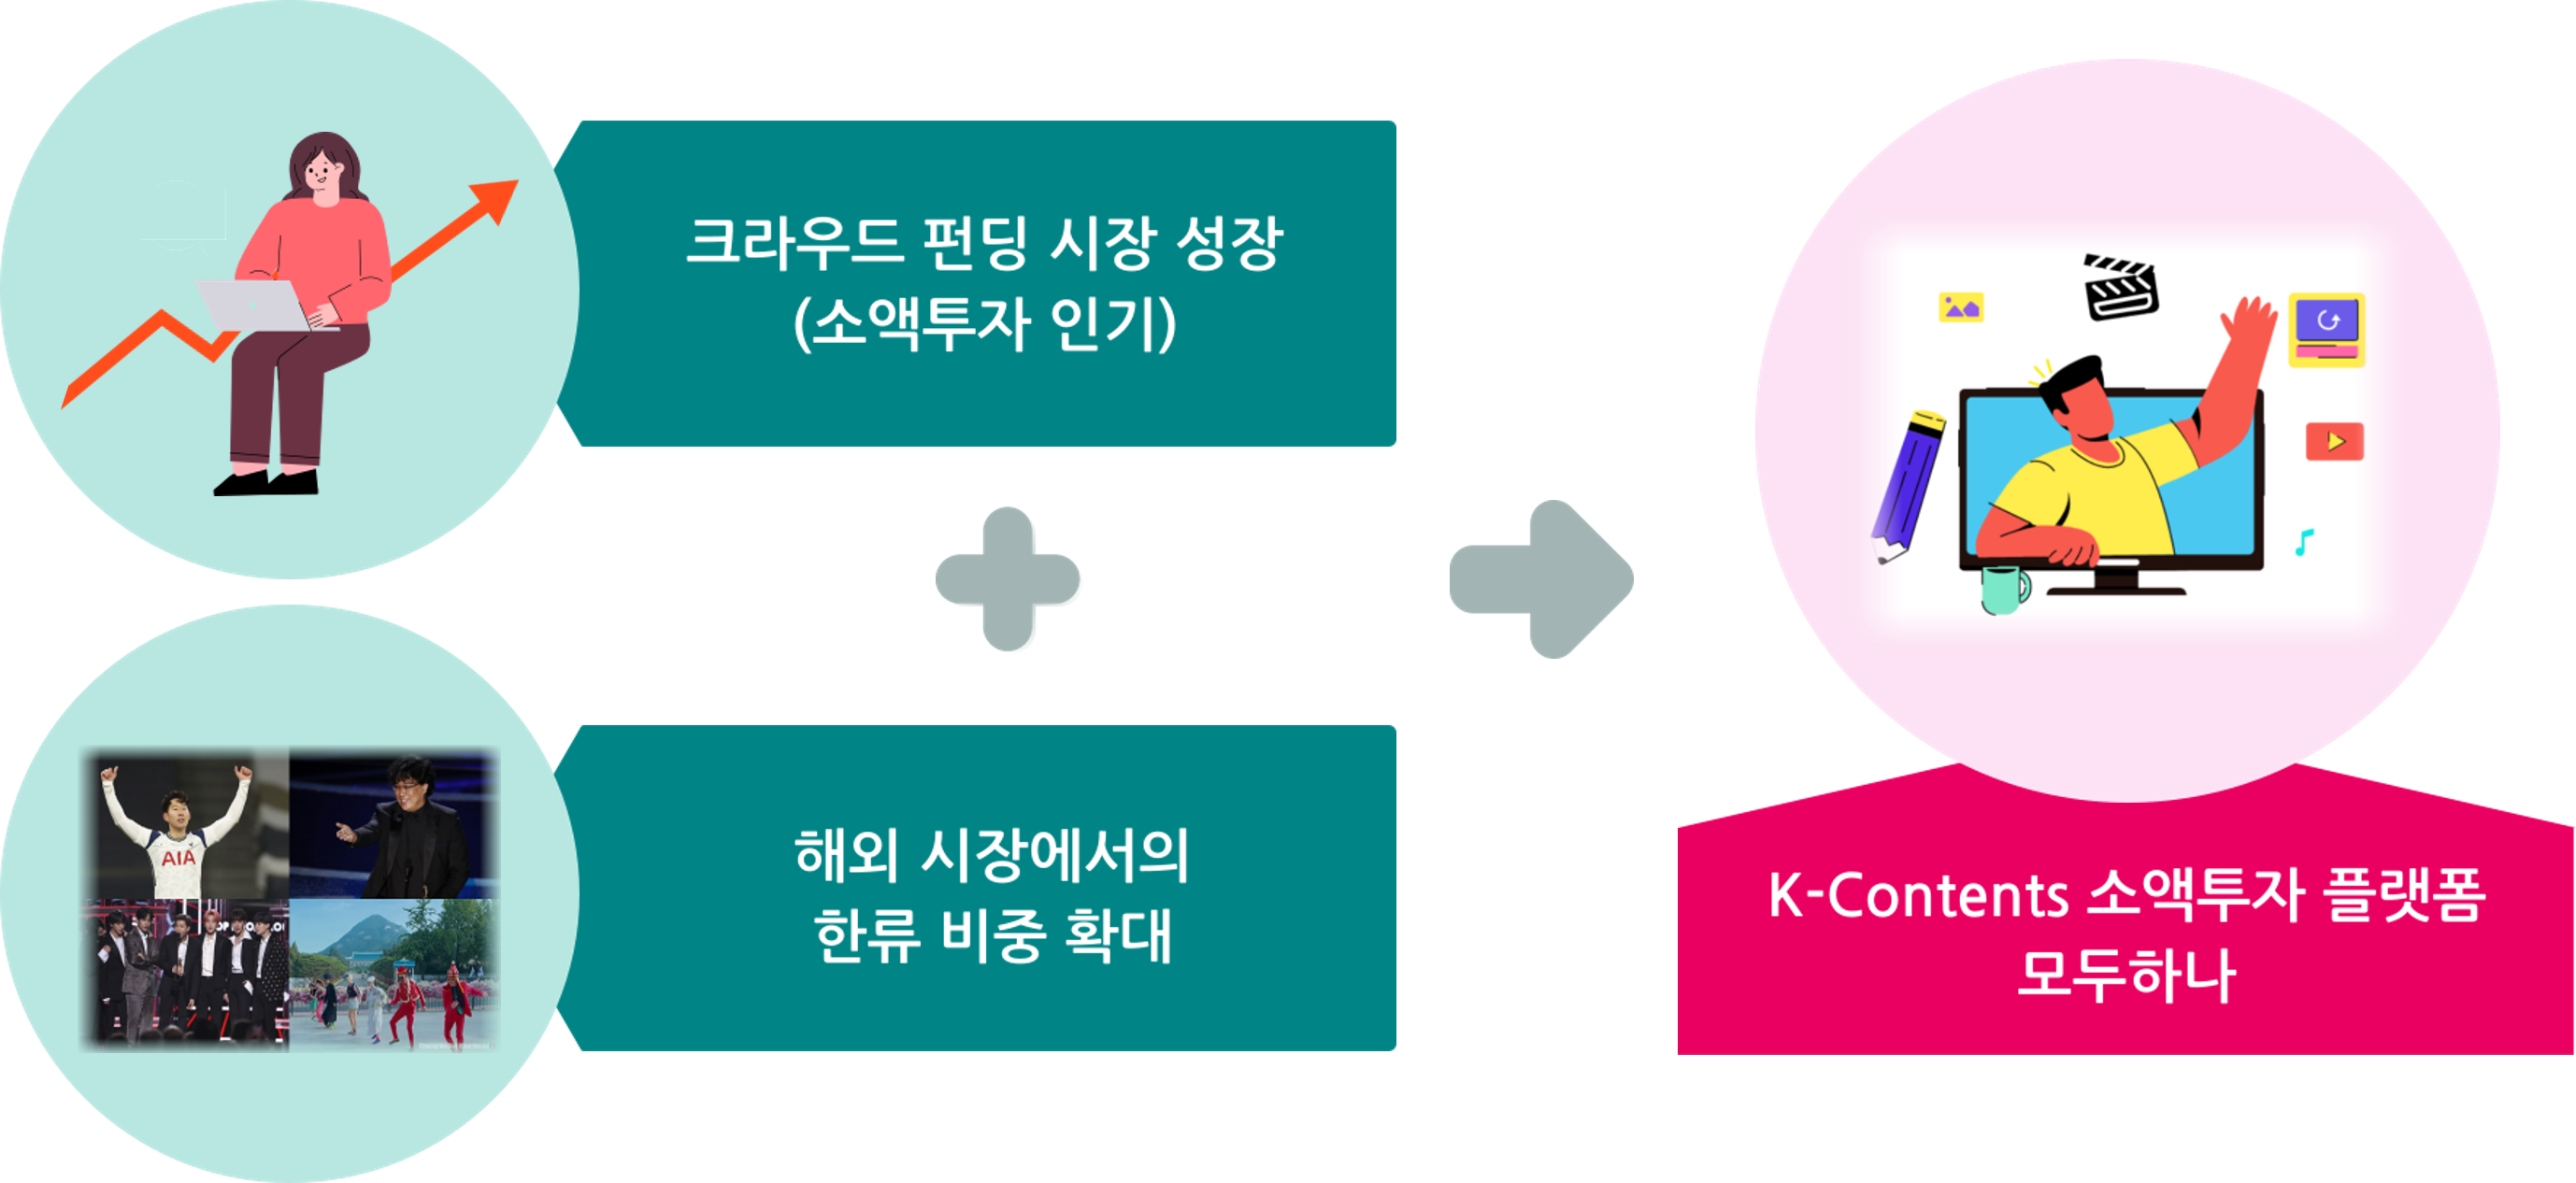 크라우드 펀딩 시장 성장
(소액투자 인기)
해외 시장에서의
한류 비중 확대
AIA
K-Contents 소액투자 플랫폼
모두하나